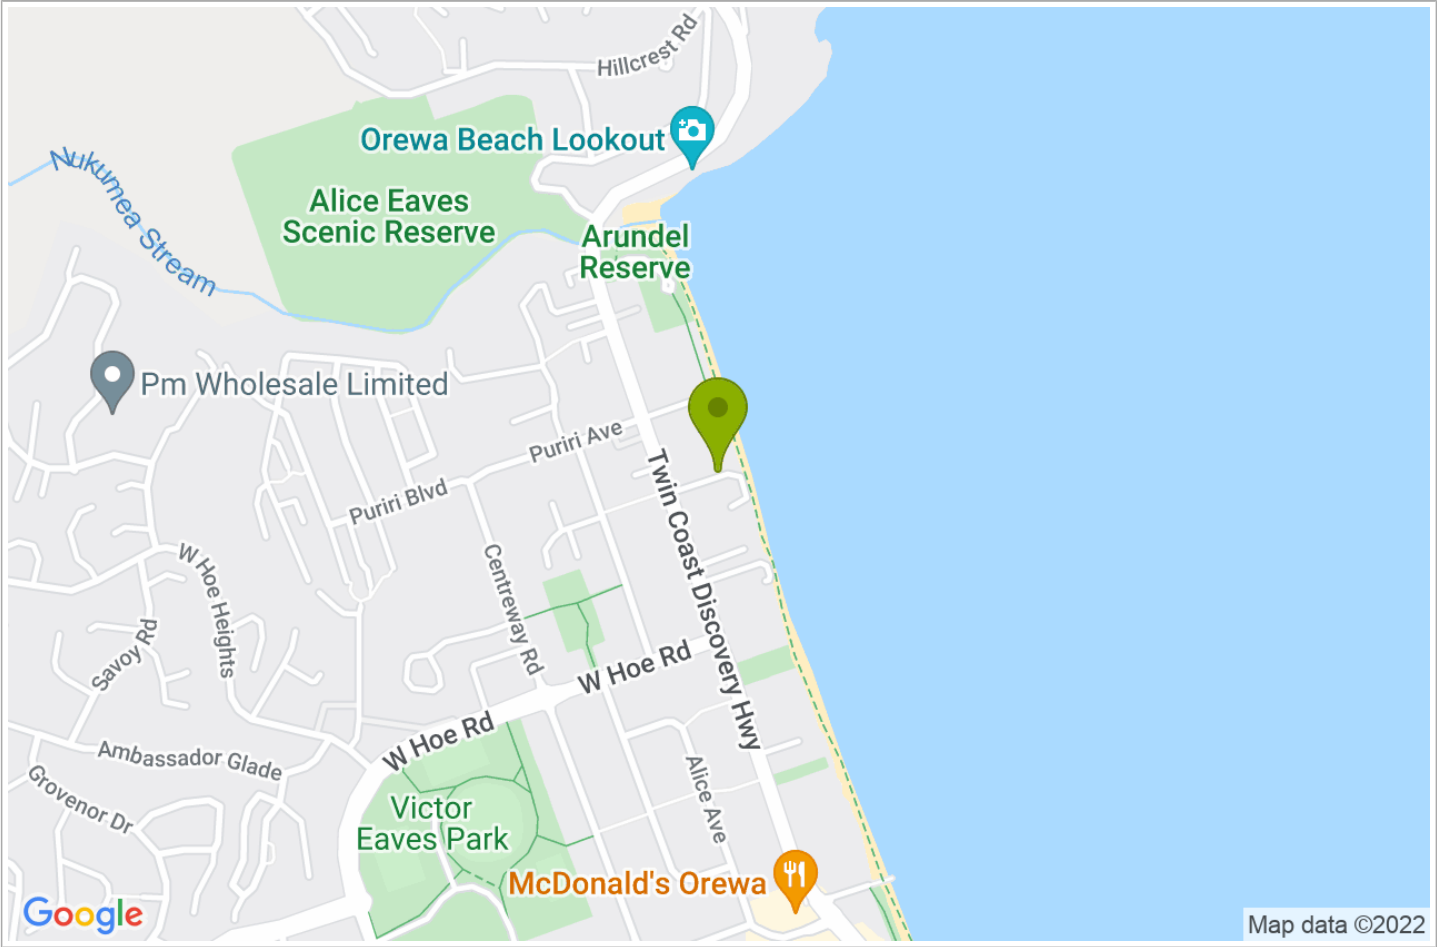 Hillcrest Rd
Orewa Beach Lookout
Nukumea Stream
Alice Eaves
Scenic Reserve
Arundel
Reserve
Pm Wholesale Limited
Puriri Ave
Puriri Blvd
Twin Coast Discovery Hwy
Centreway Rd
W Hoe Heights
Savoy Rd
W Hoe Rd
W Hoe Rd
Ambassador Glade
Grovenor Dr
Alice Ave
Victor
Eaves Park
McDonald's Orewa
Google
Map data ©2022